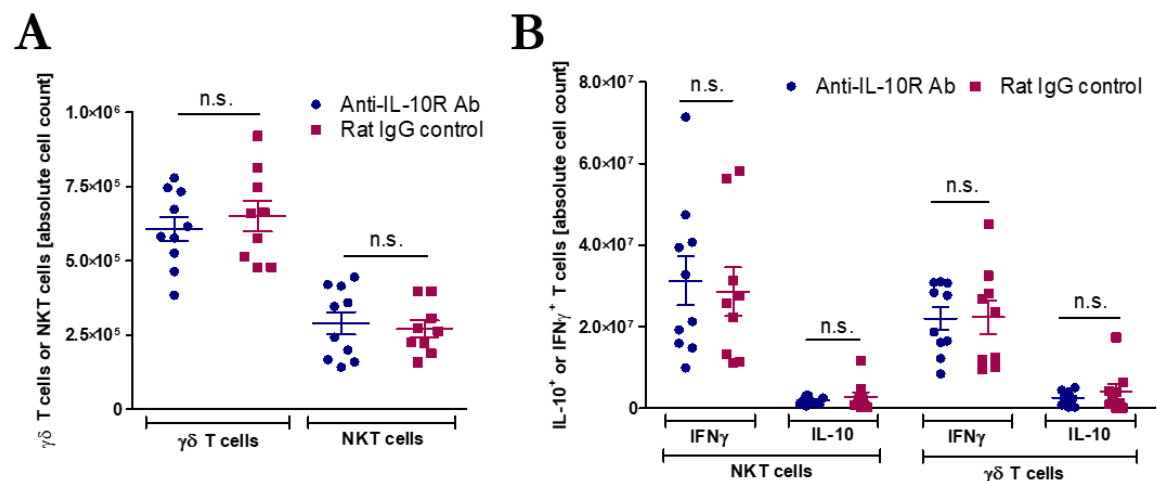 A
γδ T cells or NKT cells [absolute cell count]
n.s.
Anti-IL-10R Ab
Rat IgG control
1.0×10⁶
7.5×10⁵
5.0×10⁵
2.5×10⁵
0
n.s.
γδ T cells
NKT cells
B
IL-10⁺ or IFNγ⁺ T cells [absolute cell count]
8.0×10⁷
6.0×10⁷
4.0×10⁷
2.0×10⁷
0
n.s.
Anti-IL-10R Ab
Rat IgG control
n.s.
n.s.
n.s.
IFNγ
IL-10
IFNγ
IL-10
NKT cells
γδ T cells